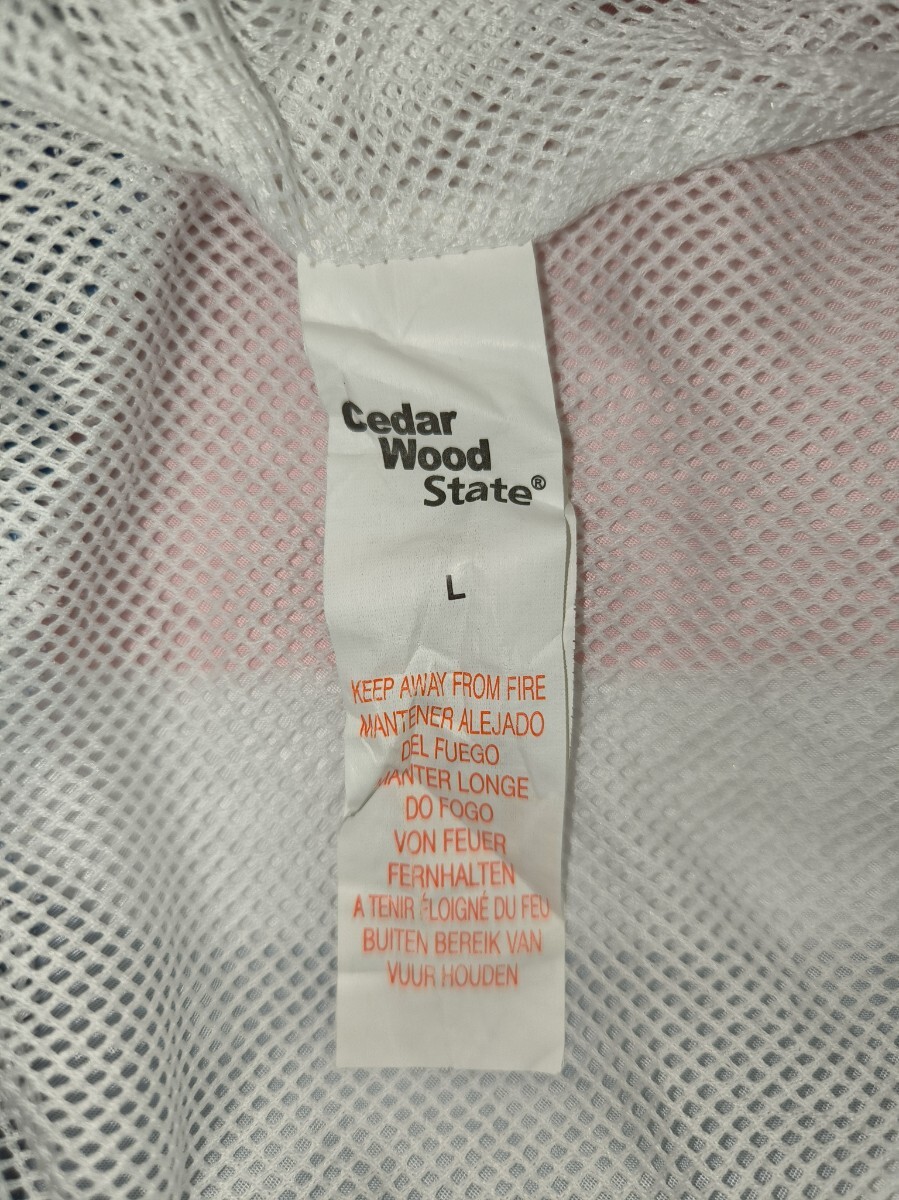 Cedar
Wood
State®
L
KEEP AWAY FROM FIRE
MANTENER ALEJADO
DEL FUEGO
MANTER LONGE
DO FOGO
VON FEUER
FERNHALTEN
A TENIR ÉLOIGNÉ DU FEU
BUITEN BEREIK VAN
VUUR HOUDEN